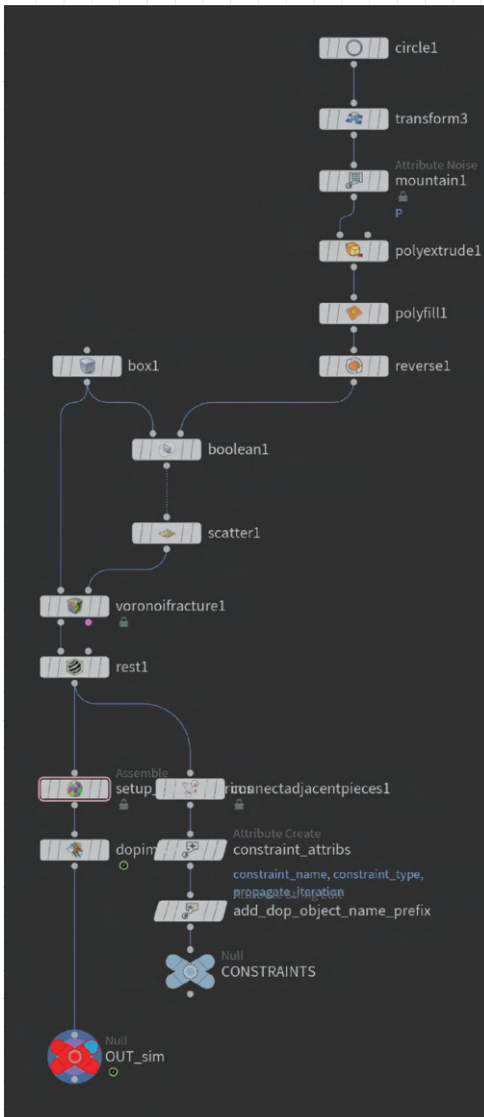 circle1
transform3
Attribute Noise
mountain1
P
polyextrude1
polyfill1
reverse1
box1
boolean1
scatter1
voronoifracture1
rest1
Assemble
connectadjacentpieces1
Attribute Create
constraint_attribs
constraint_name, constraint_type,
propagate_iteration
add_dop_object_name_prefix
Null
CONSTRAINTS
Null
OUT_sim